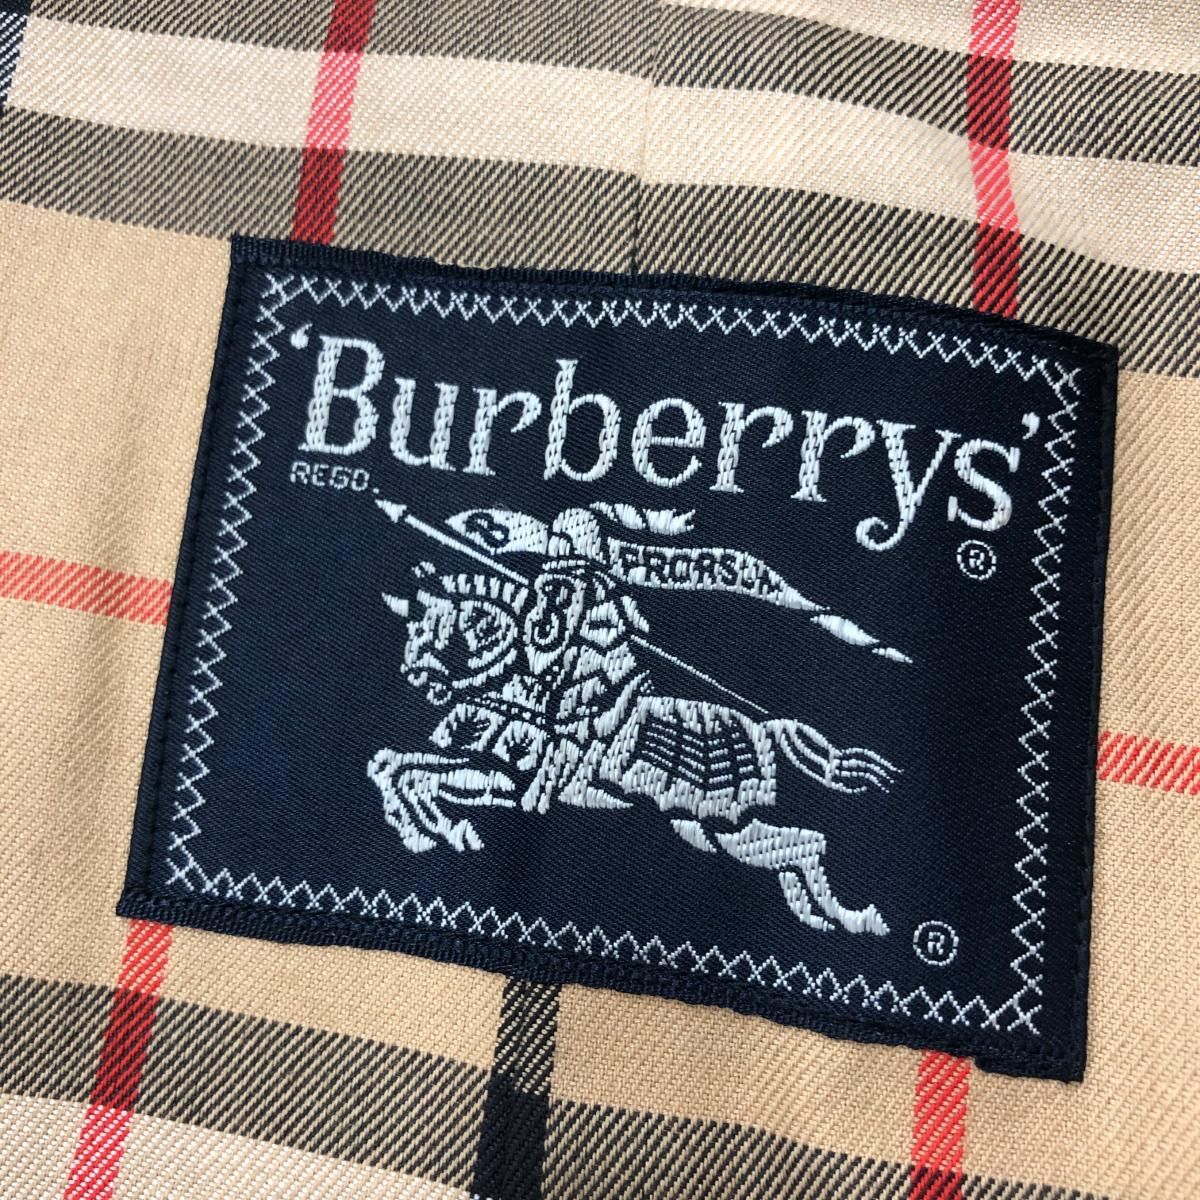 ‘Burberrys’
REGD. ®
B PRORSUM
B
®